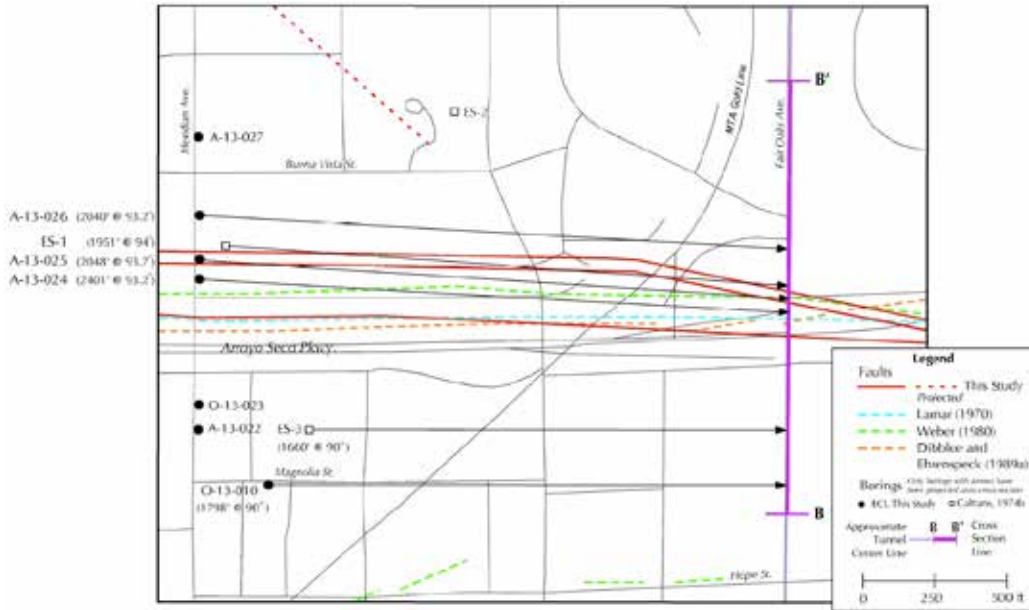 B'
ES-2
MTA Gold Line
Fair Oaks Ave.
Meridian Ave.
A-13-027
Buena Vista St.
A-13-026 (2040' @ 93.2°)
ES-1 (1951' @ 94°)
A-13-025 (2048' @ 93.7°)
A-13-024 (2401' @ 93.2°)
Arroyo Seco Pkwy.
O-13-023
A-13-022
ES-3
(1660' @ 90°)
Magnolia St.
O-13-010
(1798' @ 90°)
B
Hope St.
Legend
Faults
This Study
Projected
Lamar (1970)
Weber (1980)
Dibblee and
Ehrenspeck (1989a)
Borings Only borings with arrows have
been projected onto cross-section
ECI, This Study
Caltrans, 1974b
Approximate
Tunnel
Center Line
B B' Cross
Section
Line
0 250 500 ft